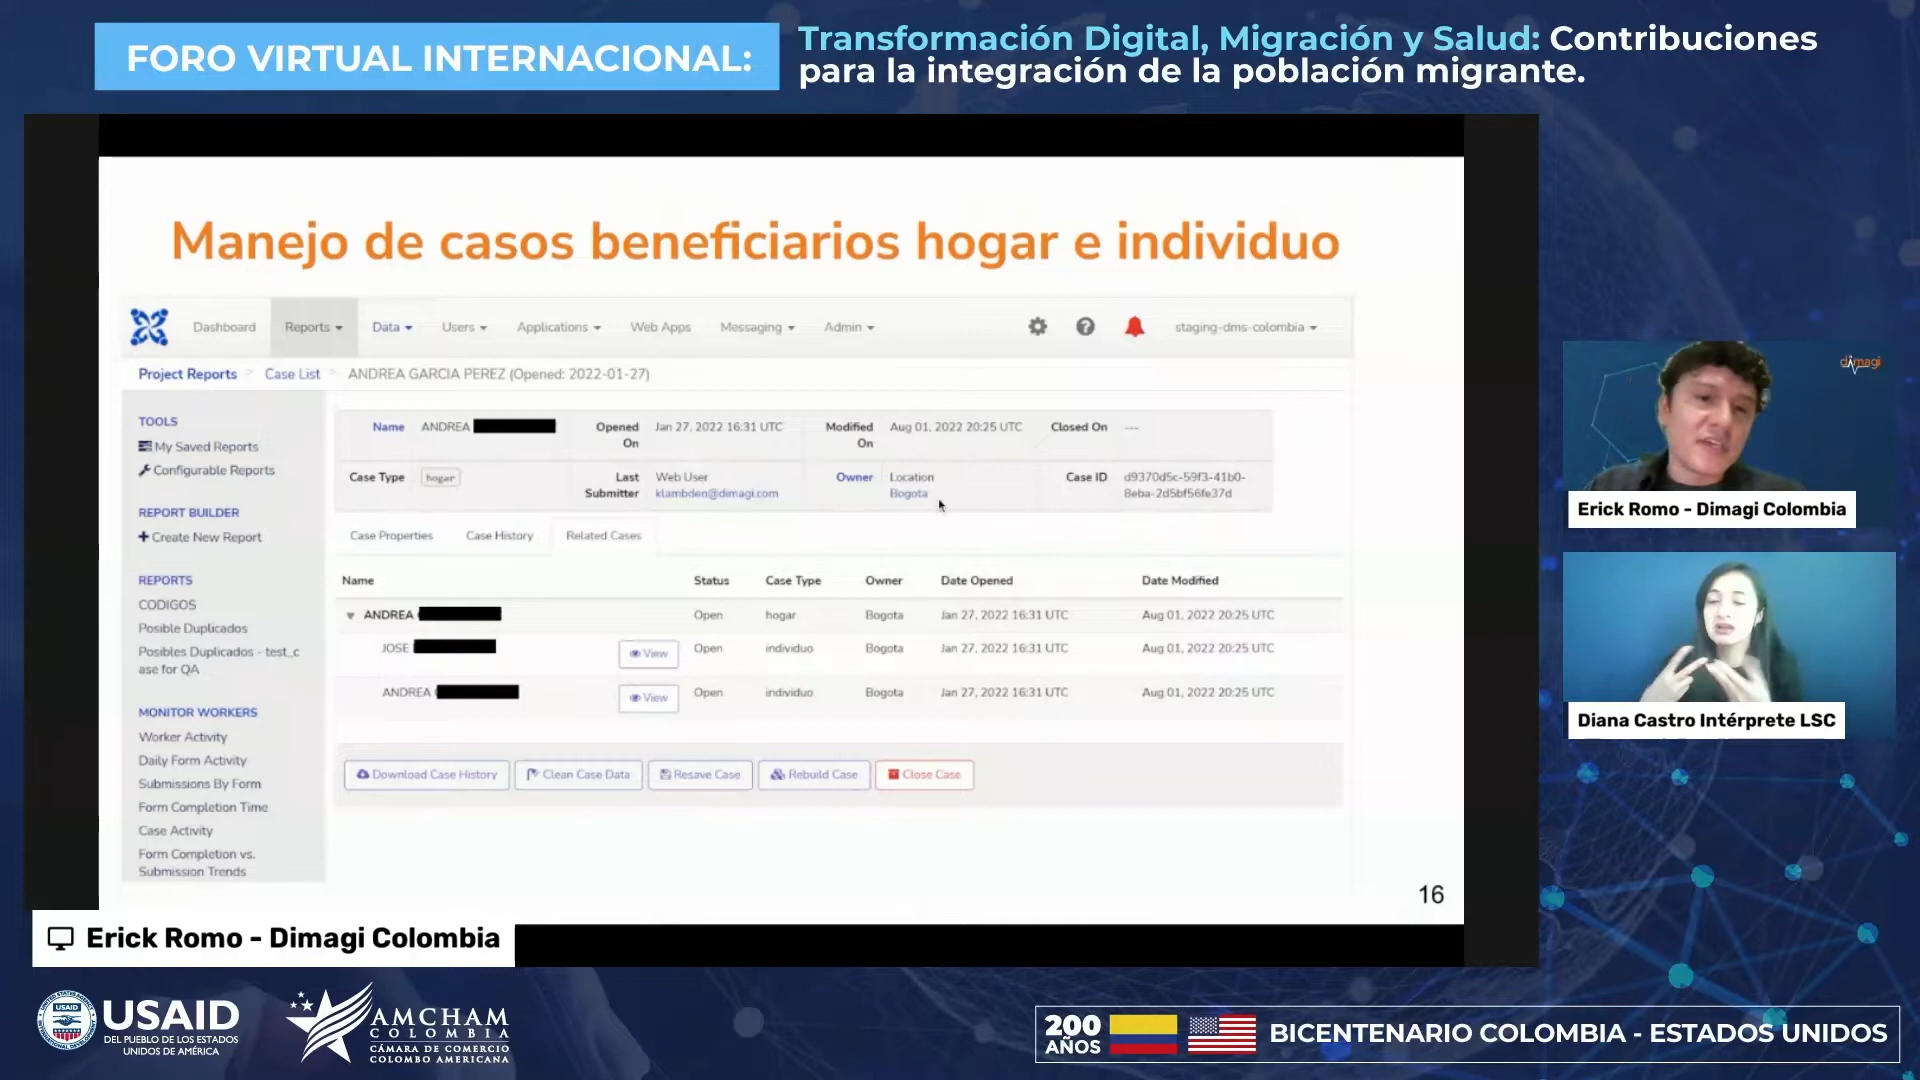 FORO VIRTUAL INTERNACIONAL:
Transformación Digital, Migración y Salud: Contribuciones
para la integración de la población migrante.
Manejo de casos beneficiarios hogar e individuo
Dashboard Reports Data Users Applications Web Apps Messaging Admin staging-dms-colombia
Project Reports > Case List > ANDREA GARCIA PEREZ (Opened: 2022-01-27)
TOOLS
My Saved Reports
Configurable Reports
REPORT BUILDER
Create New Report
REPORTS
CODIGOS
Posible Duplicados
Posibles Duplicados - test_c
ase for QA
MONITOR WORKERS
Worker Activity
Daily Form Activity
Submissions By Form
Form Completion Time
Case Activity
Form Completion vs.
Submission Trends
Name ANDREA Opened On Jan 27, 2022 16:31 UTC Modified On Aug 01, 2022 20:25 UTC Closed On ---
Case Type hogar Last Submitter Web User klambden@dimagi.com Owner Location Bogota Case ID d9370d5c-59f3-41b0-
8eba-2d5bf56fe37d
Case Properties Case History Related Cases
Name Status Case Type Owner Date Opened Date Modified
ANDREA Open hogar Bogota Jan 27, 2022 16:31 UTC Aug 01, 2022 20:25 UTC
JOSE View Open individuo Bogota Jan 27, 2022 16:31 UTC Aug 01, 2022 20:25 UTC
ANDREA View Open individuo Bogota Jan 27, 2022 16:31 UTC Aug 01, 2022 20:25 UTC
Download Case History Clean Case Data Resave Case Rebuild Case Close Case
16
dimagi
Erick Romo - Dimagi Colombia
Diana Castro Intérprete LSC
Erick Romo - Dimagi Colombia
USAID
DEL PUEBLO DE LOS ESTADOS
UNIDOS DE AMÉRICA
AMCHAM
COLOMBIA
CÁMARA DE COMERCIO
COLOMBO AMERICANA
200
AÑOS
BICENTENARIO COLOMBIA - ESTADOS UNIDOS